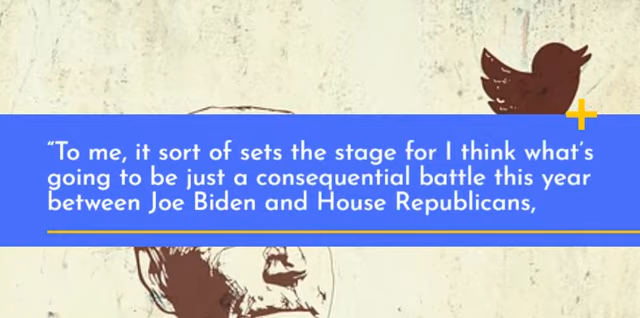 “To me, it sort of sets the stage for I think what’s
going to be just a consequential battle this year
between Joe Biden and House Republicans,